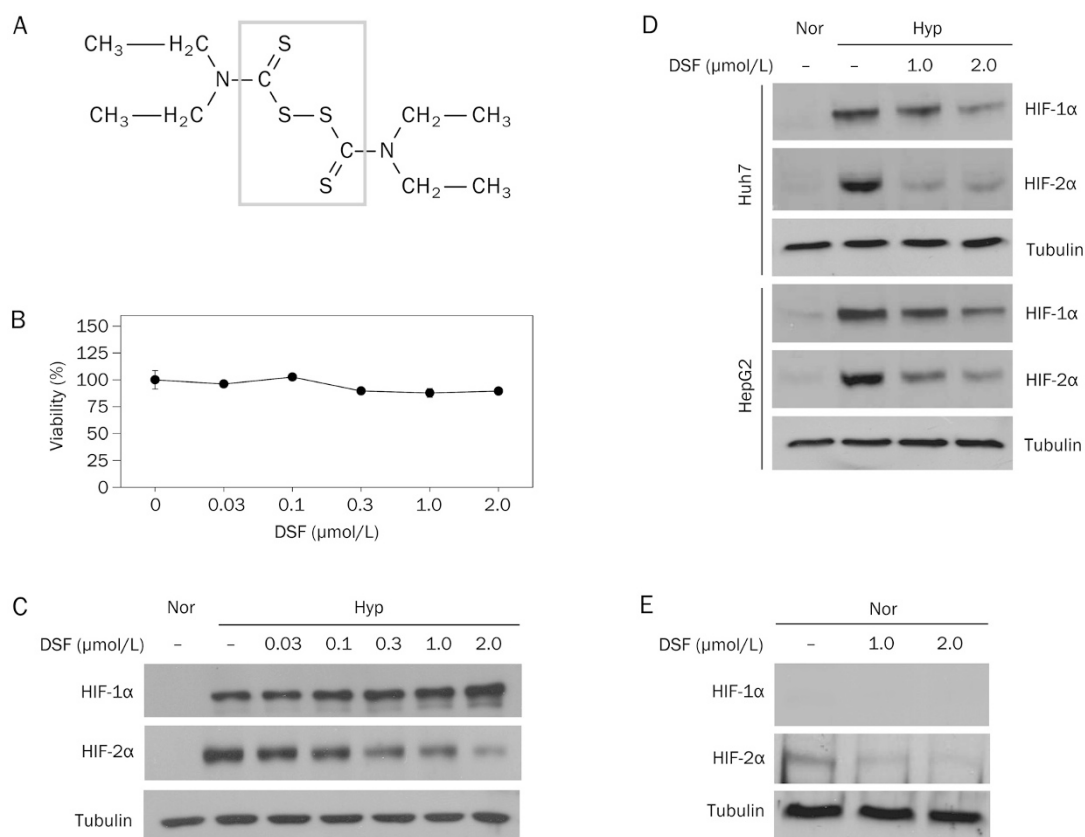 A
CH₃—H₂C S
N—C
CH₃—H₂C S—S CH₂—CH₃
C—N
S CH₂—CH₃
B
150
125
100
75
50
25
0
Viability (%)
0 0.03 0.1 0.3 1.0 2.0
DSF (μmol/L)
C
Nor Hyp
DSF (μmol/L) – – 0.03 0.1 0.3 1.0 2.0
HIF-1α
HIF-2α
Tubulin
D
Nor Hyp
DSF (μmol/L) – – 1.0 2.0
Huh7
HIF-1α
HIF-2α
Tubulin
HepG2
HIF-1α
HIF-2α
Tubulin
E
Nor
DSF (μmol/L) – 1.0 2.0
HIF-1α
HIF-2α
Tubulin